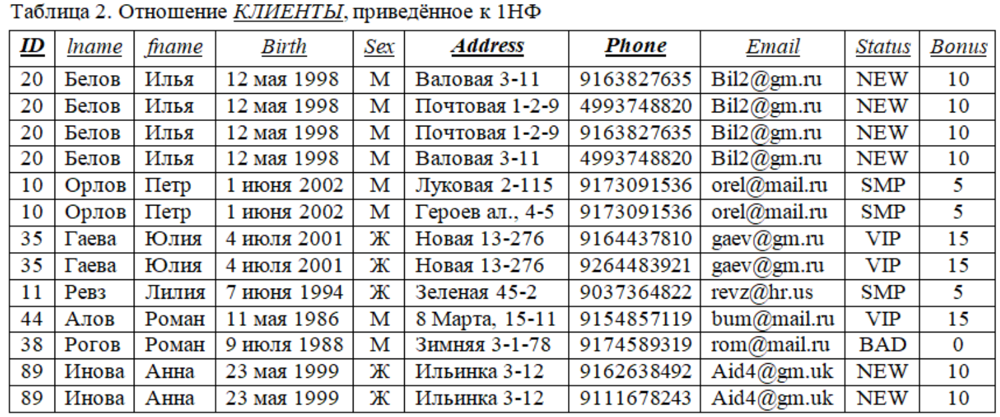 Таблица 2. Отношение КЛИЕНТЫ, приведённое к 1НФ
ID lname fname Birth Sex Address Phone Email Status Bonus
20 Белов Илья 12 мая 1998 М Валовая 3-11 9163827635 Bil2@gm.ru NEW 10
20 Белов Илья 12 мая 1998 М Почтовая 1-2-9 4993748820 Bil2@gm.ru NEW 10
20 Белов Илья 12 мая 1998 М Почтовая 1-2-9 9163827635 Bil2@gm.ru NEW 10
20 Белов Илья 12 мая 1998 М Валовая 3-11 4993748820 Bil2@gm.ru NEW 10
10 Орлов Петр 1 июня 2002 М Луковая 2-115 9173091536 orel@mail.ru SMP 5
10 Орлов Петр 1 июня 2002 М Героев ал., 4-5 9173091536 orel@mail.ru SMP 5
35 Гаева Юлия 4 июля 2001 Ж Новая 13-276 9164437810 gaev@gm.ru VIP 15
35 Гаева Юлия 4 июля 2001 Ж Новая 13-276 9264483921 gaev@gm.ru VIP 15
11 Ревз Лилия 7 июня 1994 Ж Зеленая 45-2 9037364822 revz@hr.us SMP 5
44 Алов Роман 11 мая 1986 М 8 Марта, 15-11 9154857119 bum@mail.ru VIP 15
38 Рогов Роман 9 июля 1988 М Зимняя 3-1-78 9174589319 rom@mail.ru BAD 0
89 Инова Анна 23 мая 1999 Ж Ильинка 3-12 9162638492 Aid4@gm.uk NEW 10
89 Инова Анна 23 мая 1999 Ж Ильинка 3-12 9111678243 Aid4@gm.uk NEW 10